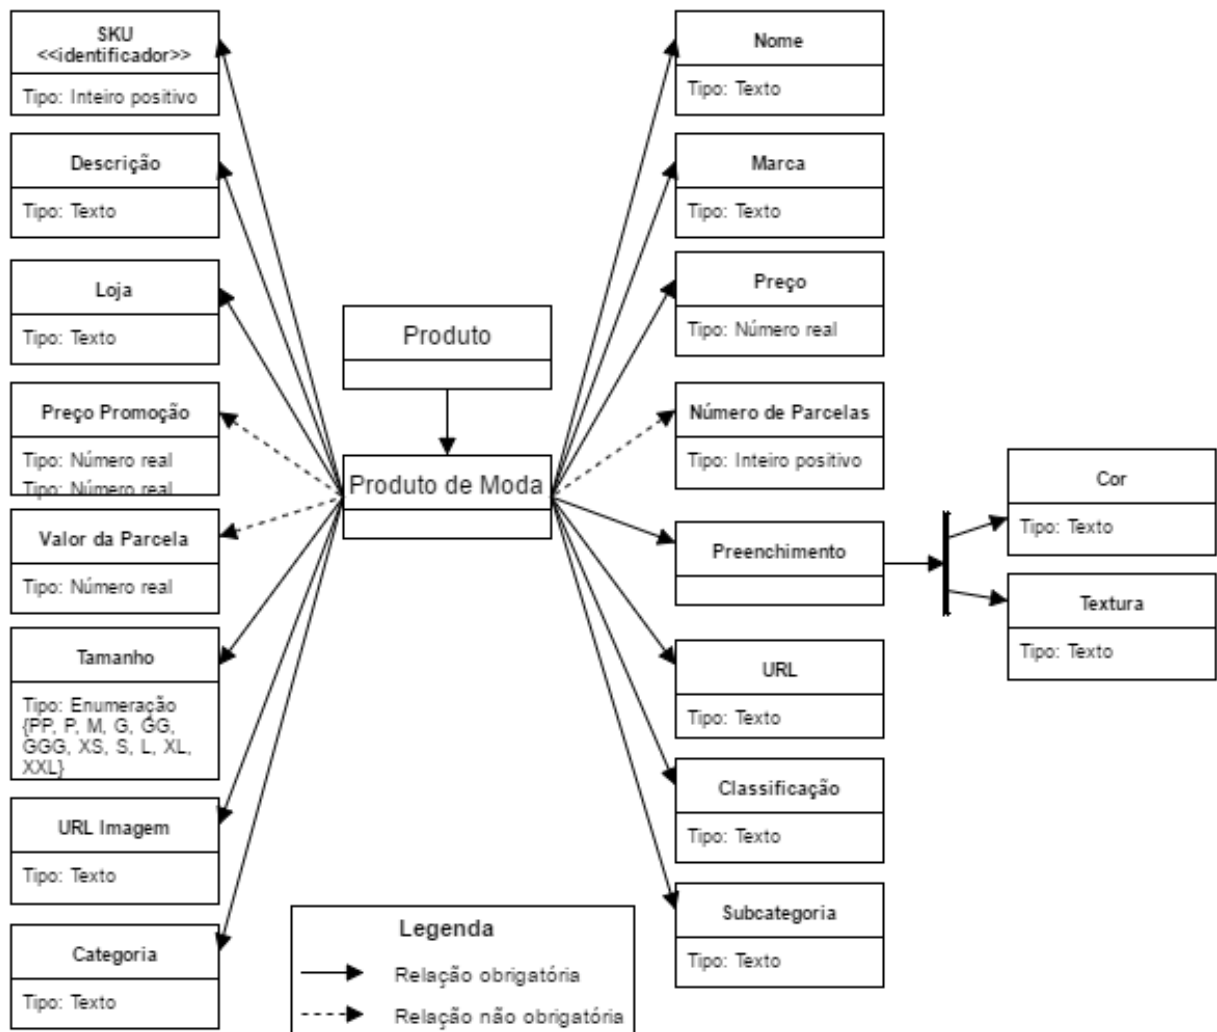 SKU
<<identificador>>
Tipo: Inteiro positivo
Descrição
Tipo: Texto
Loja
Tipo: Texto
Preço Promoção
Tipo: Número real
Tipo: Número real
Valor da Parcela
Tipo: Número real
Tamanho
Tipo: Enumeração
{PP, P, M, G, GG,
GGG, XS, S, L, XL,
XXL}
URL Imagem
Tipo: Texto
Categoria
Tipo: Texto
Produto
Produto de Moda
Nome
Tipo: Texto
Marca
Tipo: Texto
Preço
Tipo: Número real
Número de Parcelas
Tipo: Inteiro positivo
Preenchimento
URL
Tipo: Texto
Classificação
Tipo: Texto
Subcategoria
Tipo: Texto
Cor
Tipo: Texto
Textura
Tipo: Texto
Legenda
Relação obrigatória
Relação não obrigatória